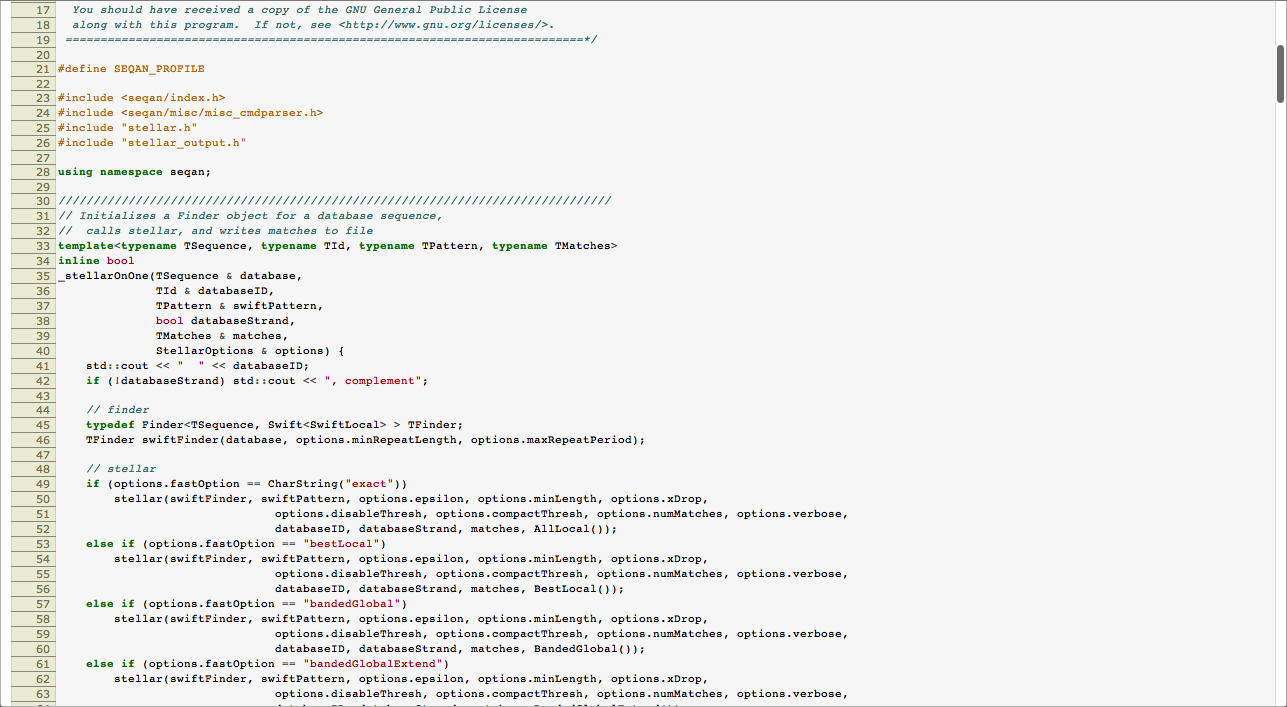 17 You should have received a copy of the GNU General Public License
18 along with this program.  If not, see <http://www.gnu.org/licenses/>.
19 ==========================================================================*/
20
21 #define SEQAN_PROFILE
22
23 #include <seqan/index.h>
24 #include <seqan/misc/misc_cmdparser.h>
25 #include "stellar.h"
26 #include "stellar_output.h"
27
28 using namespace seqan;
29
30 ///////////////////////////////////////////////////////////////////////////////
31 // Initializes a Finder object for a database sequence,
32 //  calls stellar, and writes matches to file
33 template<typename TSequence, typename TId, typename TPattern, typename TMatches>
34 inline bool
35 _stellarOnOne(TSequence & database,
36               TId & databaseID,
37               TPattern & swiftPattern,
38               bool databaseStrand,
39               TMatches & matches,
40               StellarOptions & options) {
41     std::cout << "  " << databaseID;
42     if (!databaseStrand) std::cout << ", complement";
43
44     // finder
45     typedef Finder<TSequence, Swift<SwiftLocal> > TFinder;
46     TFinder swiftFinder(database, options.minRepeatLength, options.maxRepeatPeriod);
47
48     // stellar
49     if (options.fastOption == CharString("exact"))
50         stellar(swiftFinder, swiftPattern, options.epsilon, options.minLength, options.xDrop,
51                                options.disableThresh, options.compactThresh, options.numMatches, options.verbose,
52                                databaseID, databaseStrand, matches, AllLocal());
53     else if (options.fastOption == "bestLocal")
54         stellar(swiftFinder, swiftPattern, options.epsilon, options.minLength, options.xDrop,
55                                options.disableThresh, options.compactThresh, options.numMatches, options.verbose,
56                                databaseID, databaseStrand, matches, BestLocal());
57     else if (options.fastOption == "bandedGlobal")
58         stellar(swiftFinder, swiftPattern, options.epsilon, options.minLength, options.xDrop,
59                                options.disableThresh, options.compactThresh, options.numMatches, options.verbose,
60                                databaseID, databaseStrand, matches, BandedGlobal());
61     else if (options.fastOption == "bandedGlobalExtend")
62         stellar(swiftFinder, swiftPattern, options.epsilon, options.minLength, options.xDrop,
63                                options.disableThresh, options.compactThresh, options.numMatches, options.verbose,